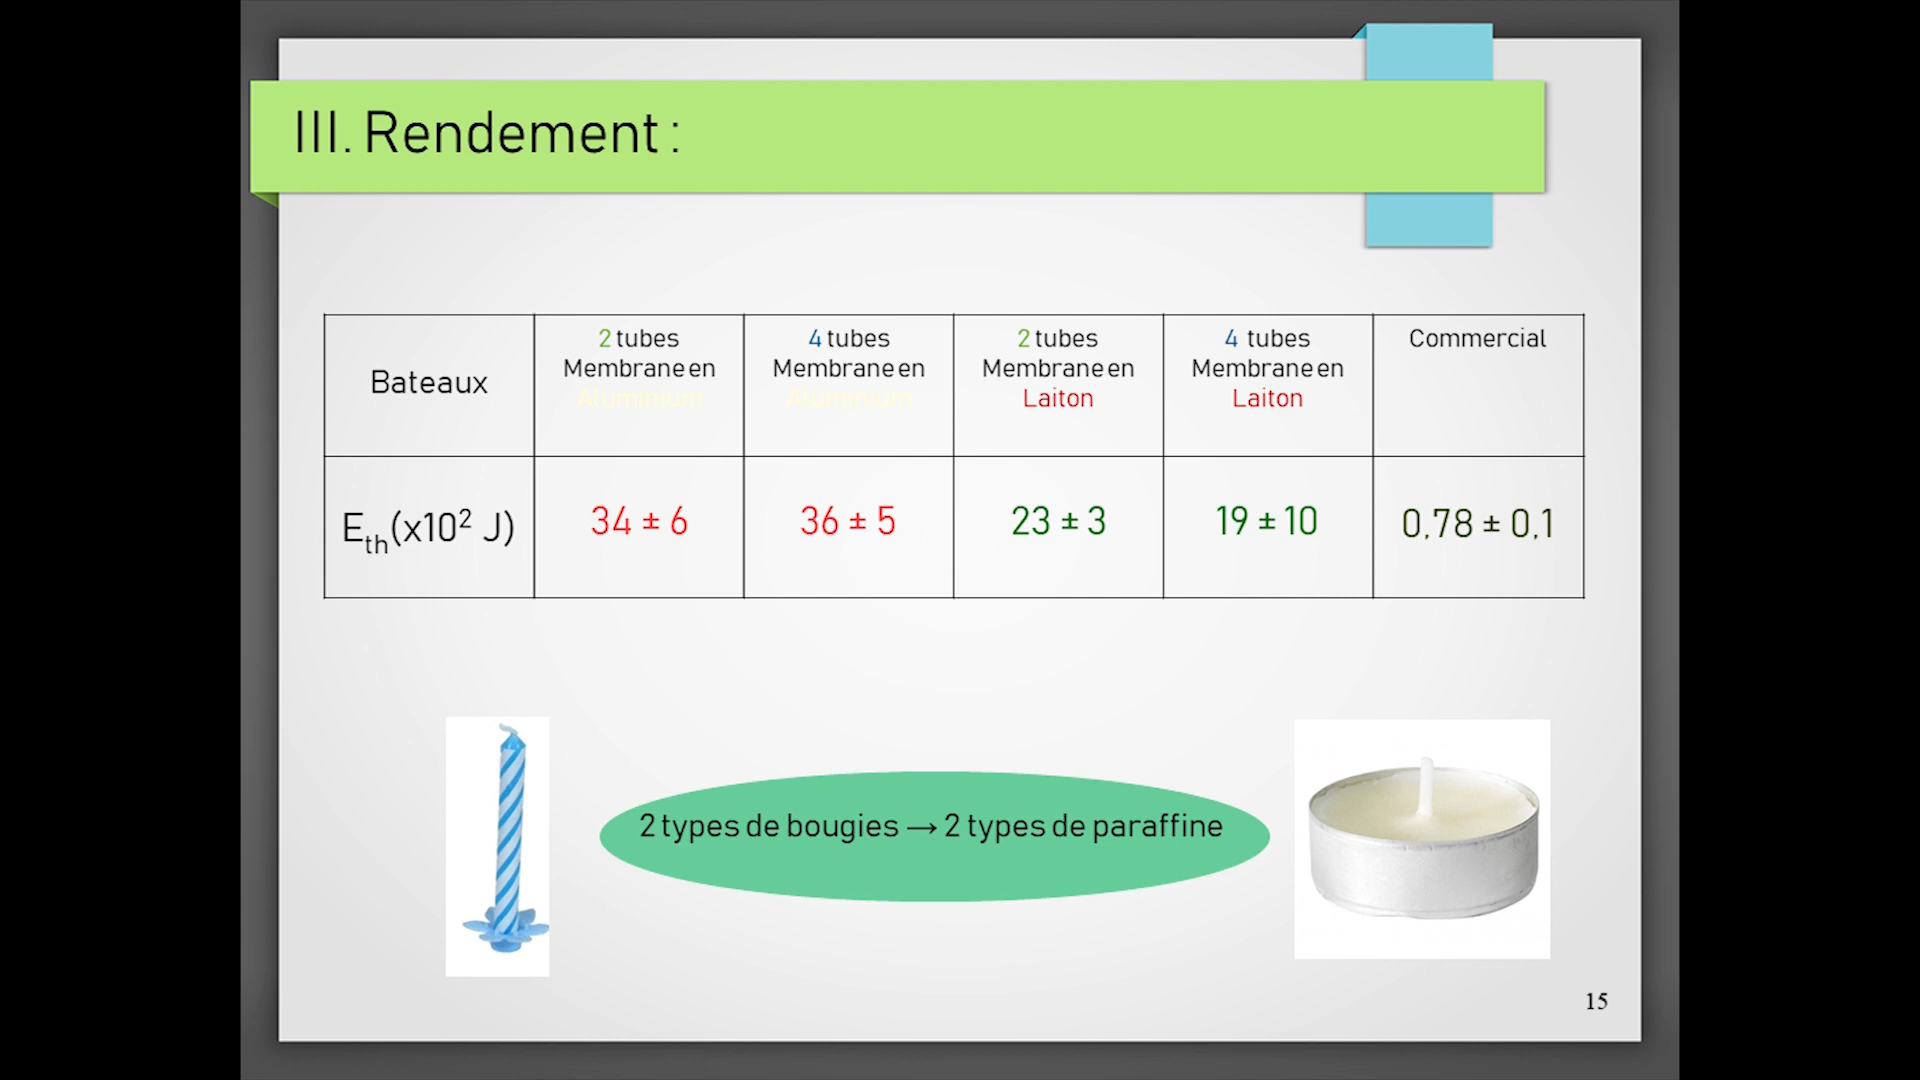 III. Rendement :
Bateaux
2 tubes
Membrane en
Aluminium
4 tubes
Membrane en
Aluminium
2 tubes
Membrane en
Laiton
4 tubes
Membrane en
Laiton
Commercial
Eth(x10² J)
34 ± 6
36 ± 5
23 ± 3
19 ± 10
0,78 ± 0,1
2 types de bougies → 2 types de paraffine
15